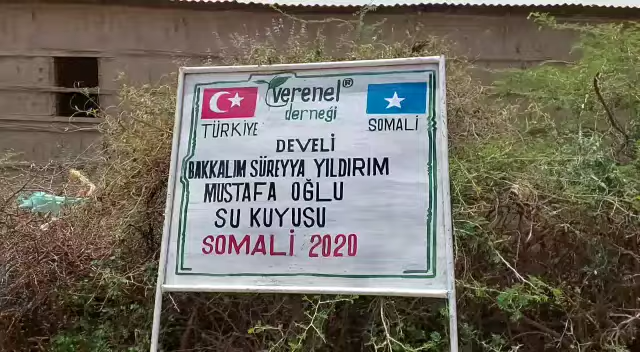 verenel®
derneği
TÜRKİYE
SOMALİ
DEVELİ
BAKKALIM SÜREYYA YILDIRIM
MUSTAFA OĞLU
SU KUYUSU
SOMALİ 2020